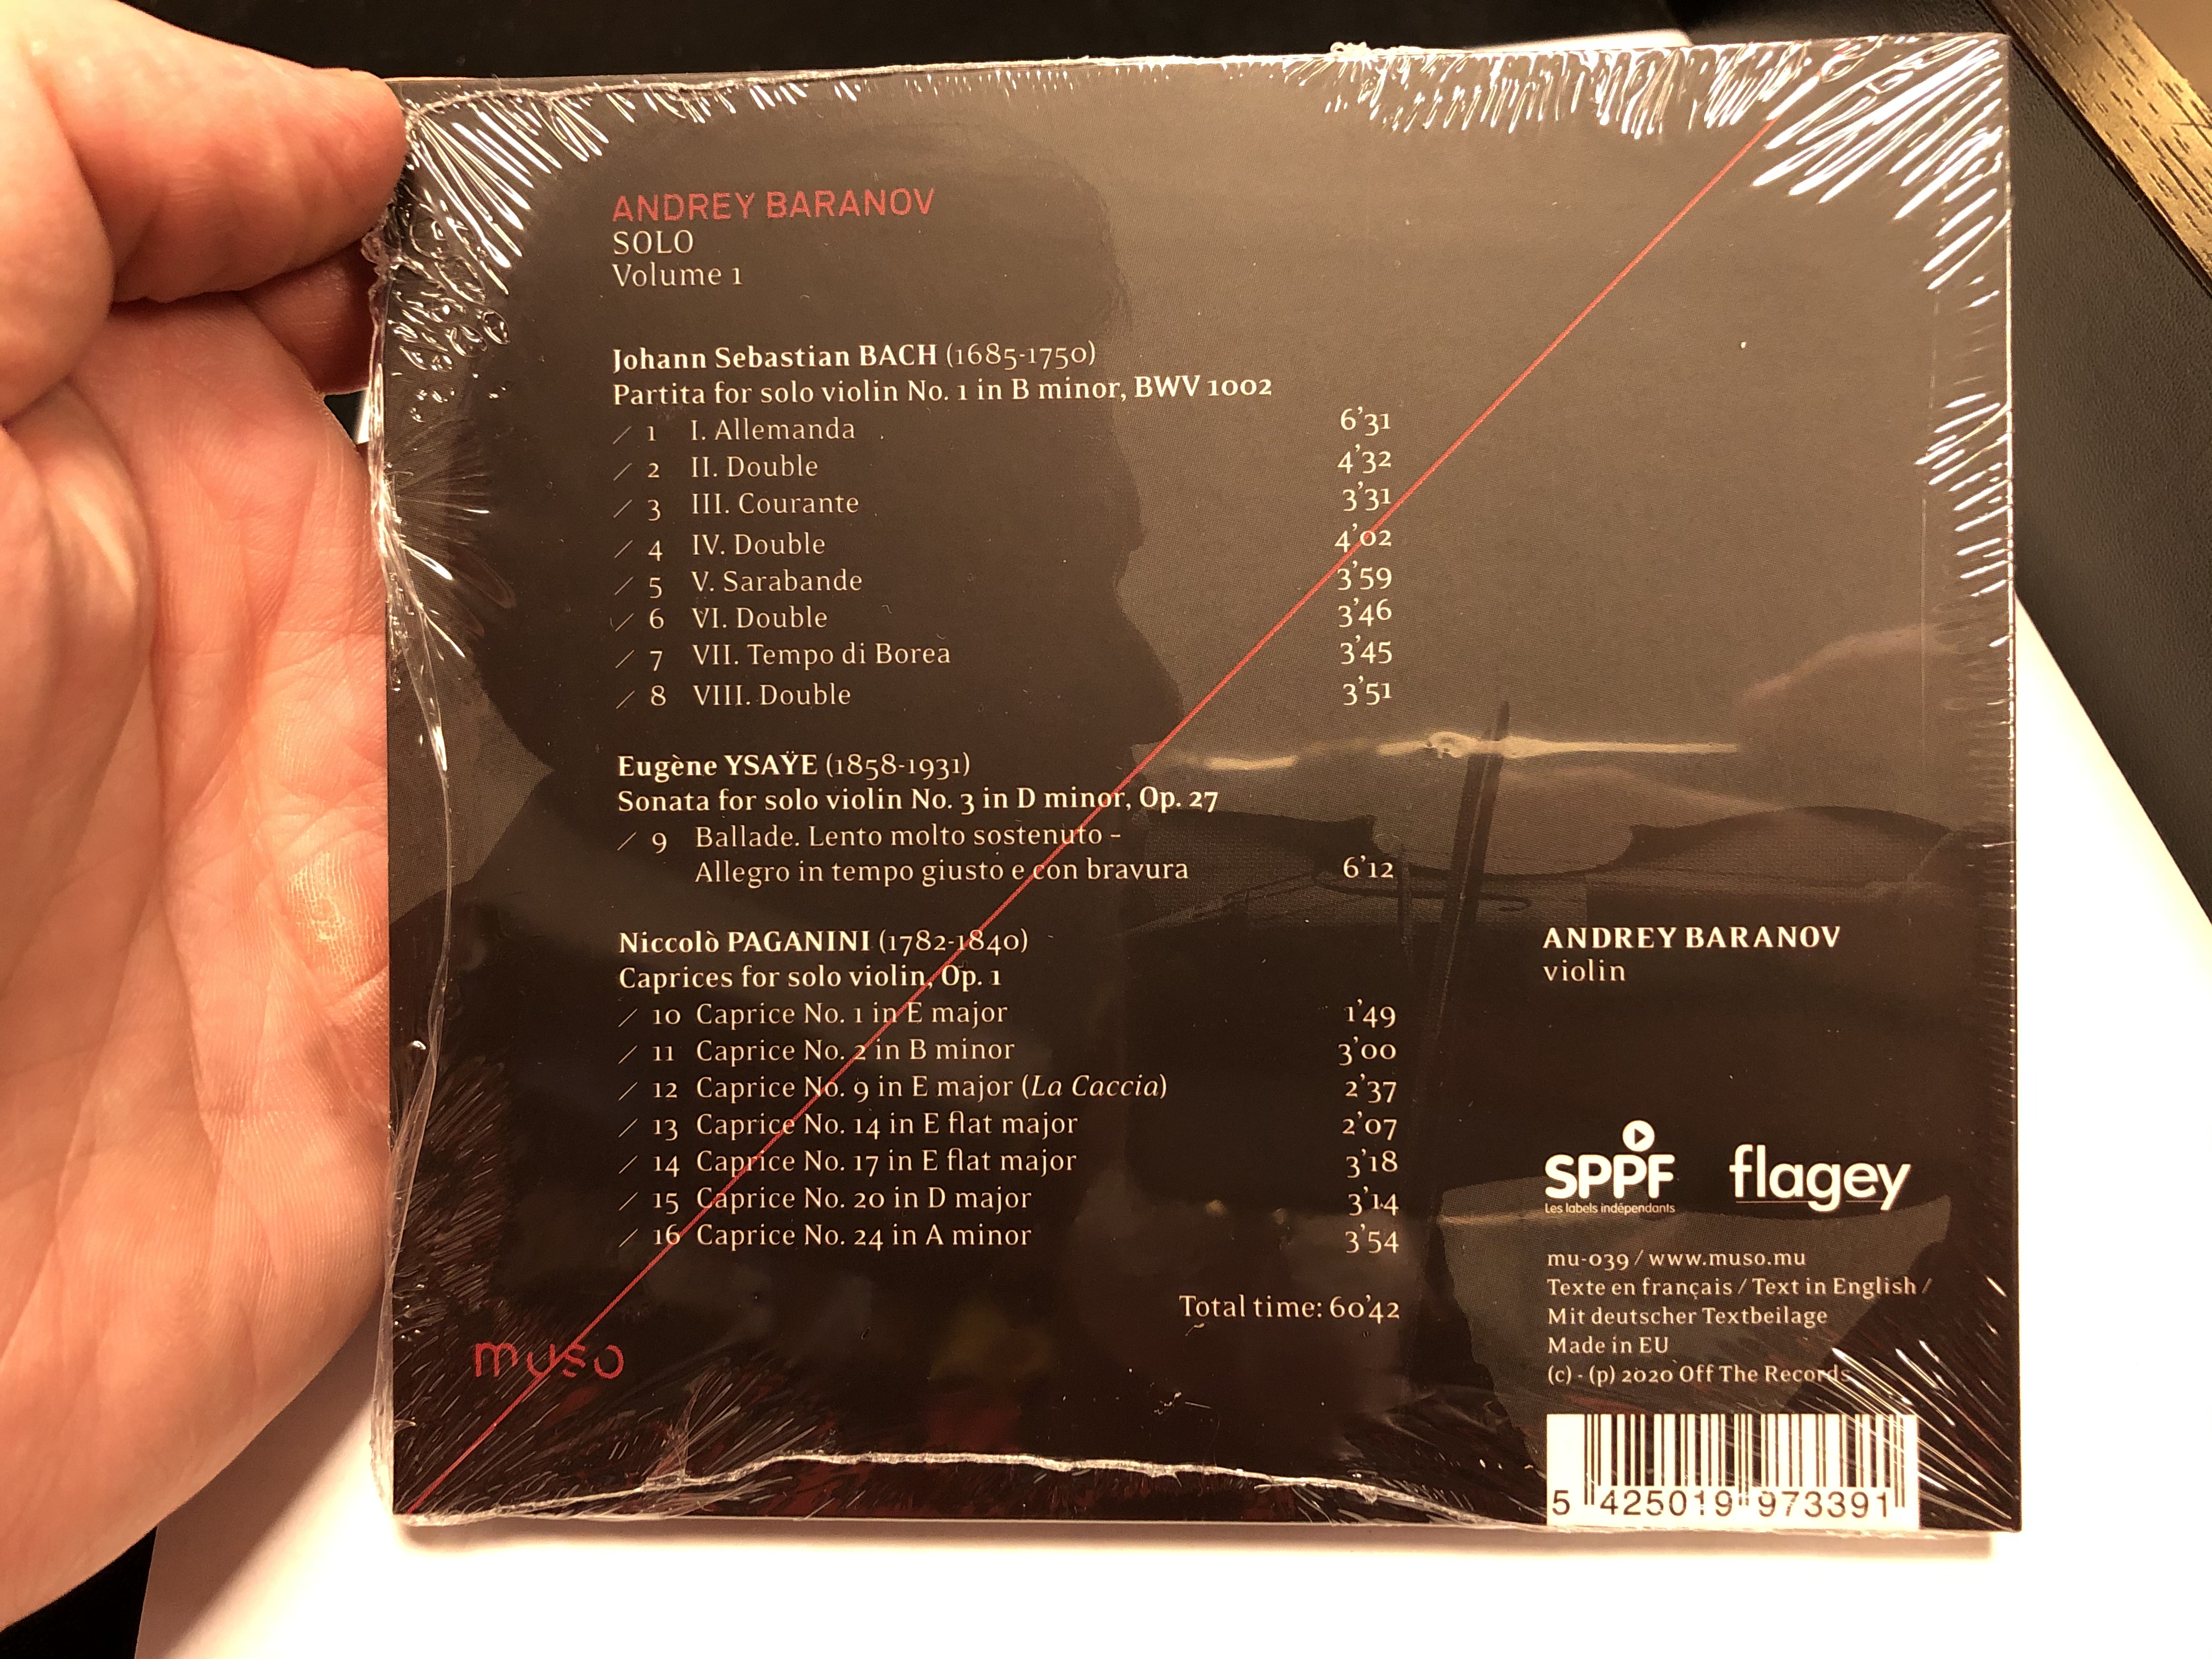 ANDREY BARANOV
SOLO
Volume 1
Johann Sebastian BACH (1685-1750)
Partita for solo violin No. 1 in B minor, BWV 1002
/ 1 I. Allemanda 6’31
/ 2 II. Double 4’32
/ 3 III. Courante 3’31
/ 4 IV. Double 4’02
/ 5 V. Sarabande 3’59
/ 6 VI. Double 3’46
/ 7 VII. Tempo di Borea 3’45
/ 8 VIII. Double 3’51
Eugène YSAŸE (1858-1931)
Sonata for solo violin No. 3 in D minor, Op. 27
/ 9 Ballade. Lento molto sostenuto –
Allegro in tempo giusto e con bravura 6’12
Niccolò PAGANINI (1782-1840)
Caprices for solo violin, Op. 1
/ 10 Caprice No. 1 in E major 1’49
/ 11 Caprice No. 2 in B minor 3’00
/ 12 Caprice No. 9 in E major (La Caccia) 2’37
/ 13 Caprice No. 14 in E flat major 2’07
/ 14 Caprice No. 17 in E flat major 3’18
/ 15 Caprice No. 20 in D major 3’14
/ 16 Caprice No. 24 in A minor 3’54
Total time: 60’42
muso
ANDREY BARANOV
violin
SPPF
Les labels indépendants
flagey
mu-039 / www.muso.mu
Texte en français / Text in English /
Mit deutscher Textbeilage
Made in EU
(c) - (p) 2020 Off The Records
5 425019 973391